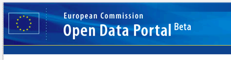 European Commission
Open Data Portal Beta